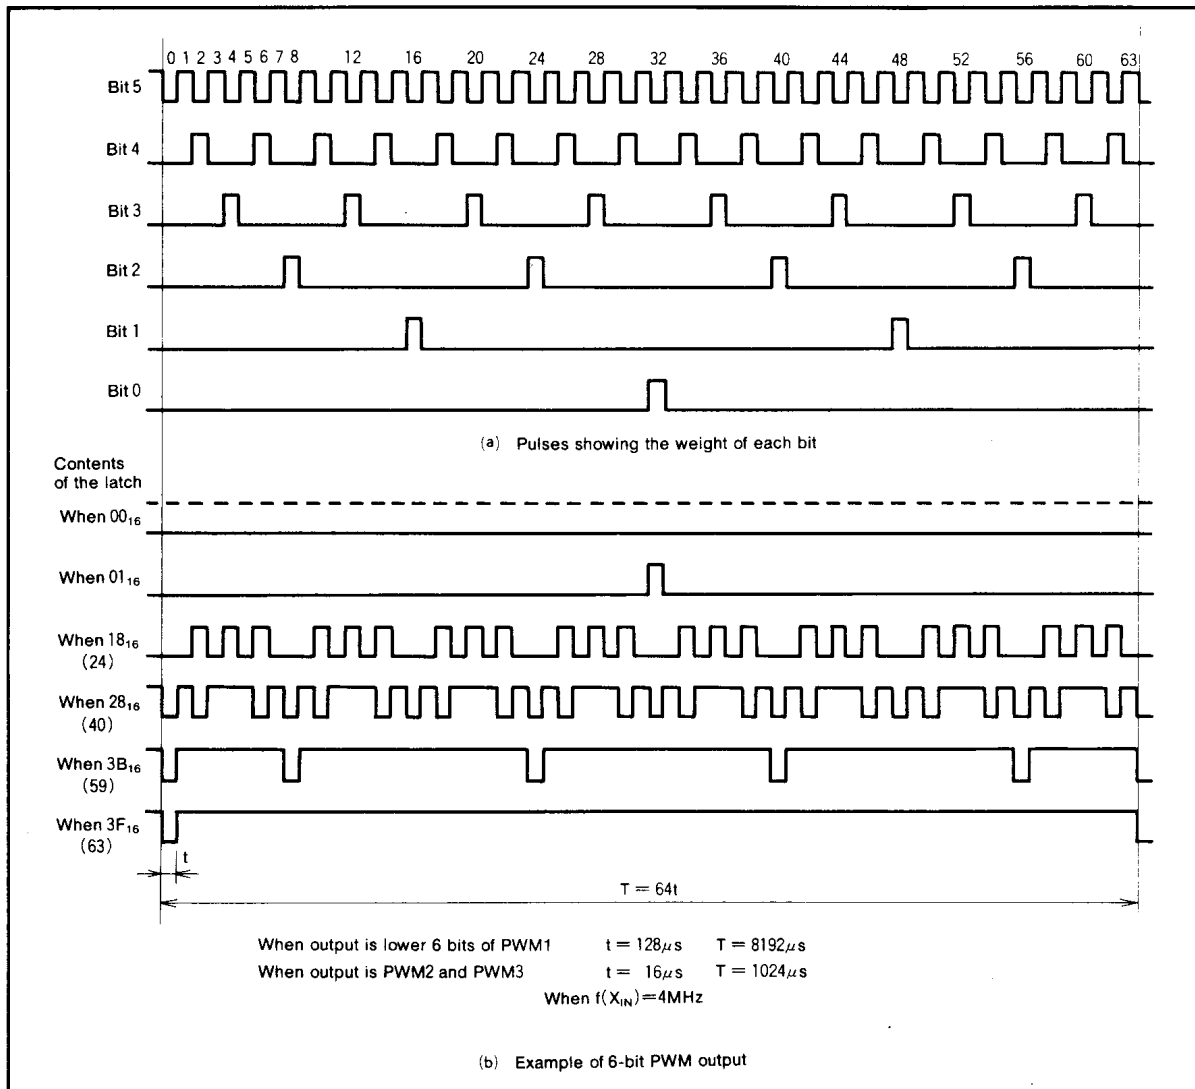 0 1 2 3 4 5 6 7 8 12 16 20 24 28 32 36 40 44 48 52 56 60 63
Bit 5
Bit 4
Bit 3
Bit 2
Bit 1
Bit 0
(a) Pulses showing the weight of each bit
Contents
of the latch
When 00₁₆
When 01₁₆
When 18₁₆
(24)
When 28₁₆
(40)
When 3B₁₆
(59)
When 3F₁₆
(63)
t
T = 64t
When output is lower 6 bits of PWM1 t = 128μs T = 8192μs
When output is PWM2 and PWM3 t = 16μs T = 1024μs
When f(X_IN)=4MHz
(b) Example of 6-bit PWM output